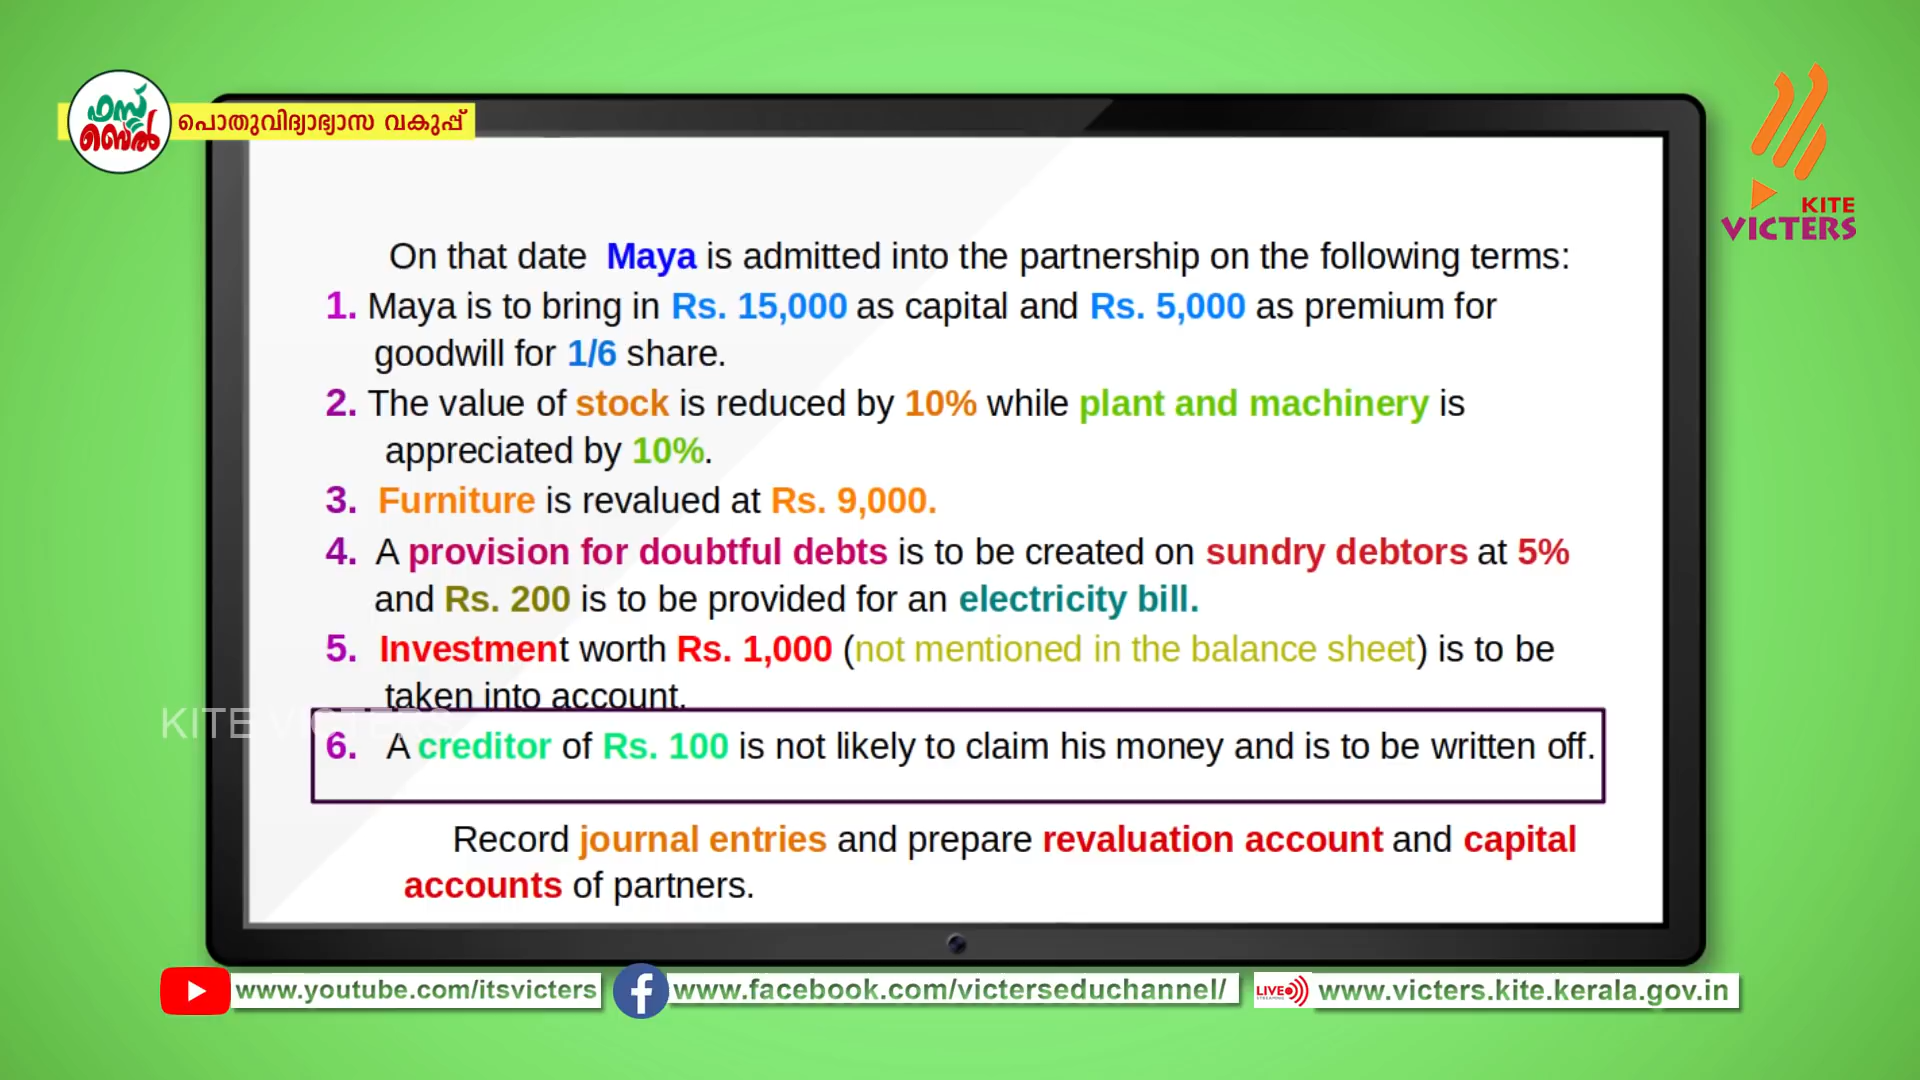 ഫസ്റ്റ്
ബെൽ
പൊതുവിദ്യാഭ്യാസ വകുപ്പ്
KITE
VICTERS
On that date Maya is admitted into the partnership on the following terms:
1. Maya is to bring in Rs. 15,000 as capital and Rs. 5,000 as premium for
goodwill for 1/6 share.
2. The value of stock is reduced by 10% while plant and machinery is
appreciated by 10%.
3. Furniture is revalued at Rs. 9,000.
4. A provision for doubtful debts is to be created on sundry debtors at 5%
and Rs. 200 is to be provided for an electricity bill.
5. Investment worth Rs. 1,000 (not mentioned in the balance sheet) is to be
taken into account.
KITE VICTERS
6. A creditor of Rs. 100 is not likely to claim his money and is to be written off.
Record journal entries and prepare revaluation account and capital
accounts of partners.
www.youtube.com/itsvicters
www.facebook.com/victerseduchannel/
LIVE
STREAMING
www.victers.kite.kerala.gov.in